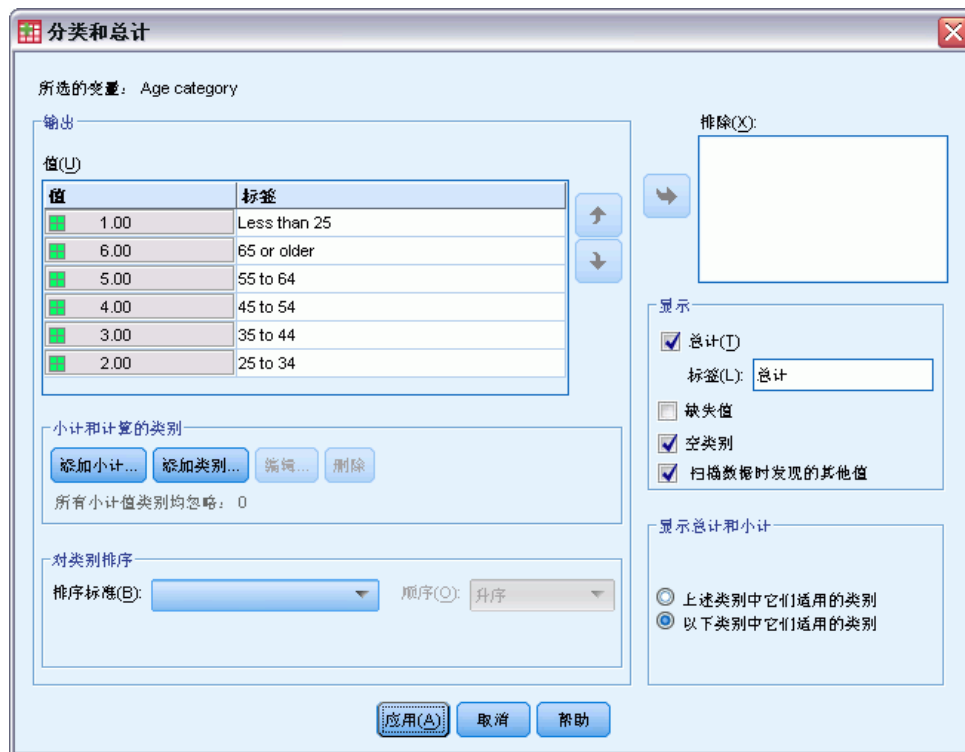 分类和总计
所选的变量： Age category
输出
值(U)
值 标签
1.00 Less than 25
6.00 65 or older
5.00 55 to 64
4.00 45 to 54
3.00 35 to 44
2.00 25 to 34
小计和计算的类别
添加小计... 添加类别... 编辑... 删除
所有小计值类别均忽略： 0
对类别排序
排序标准(B): 顺序(O): 升序
排除(X):
显示
总计(T)
标签(L): 总计
缺失值
空类别
扫描数据时发现的其他值
显示总计和小计
上述类别中它们适用的类别
以下类别中它们适用的类别
应用(A) 取消 帮助